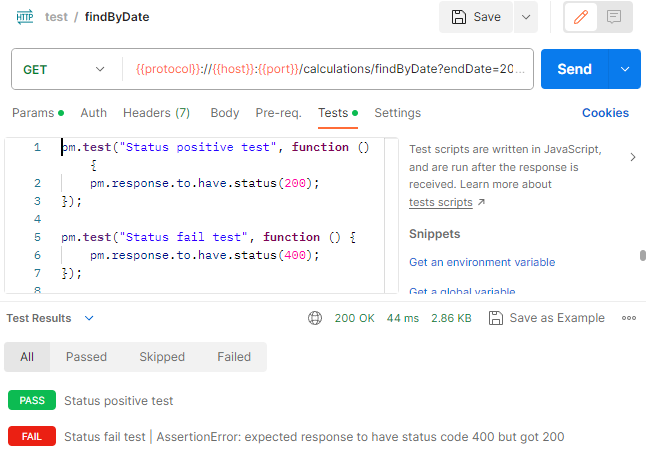 HTTP test / findByDate Save
GET {{protocol}}://{{host}}:{{port}}/calculations/findByDate?endDate=20... Send
Params Auth Headers (7) Body Pre-req. Tests Settings Cookies
1 pm.test("Status positive test", function ()
{
2 pm.response.to.have.status(200);
3 });
4
5 pm.test("Status fail test", function () {
6 pm.response.to.have.status(400);
7 });
8
Test scripts are written in JavaScript,
and are run after the response is
received. Learn more about
tests scripts ↗
Snippets
Get an environment variable
Get a global variable
Test Results 200 OK 44 ms 2.86 KB Save as Example
All Passed Skipped Failed
PASS Status positive test
FAIL Status fail test | AssertionError: expected response to have status code 400 but got 200